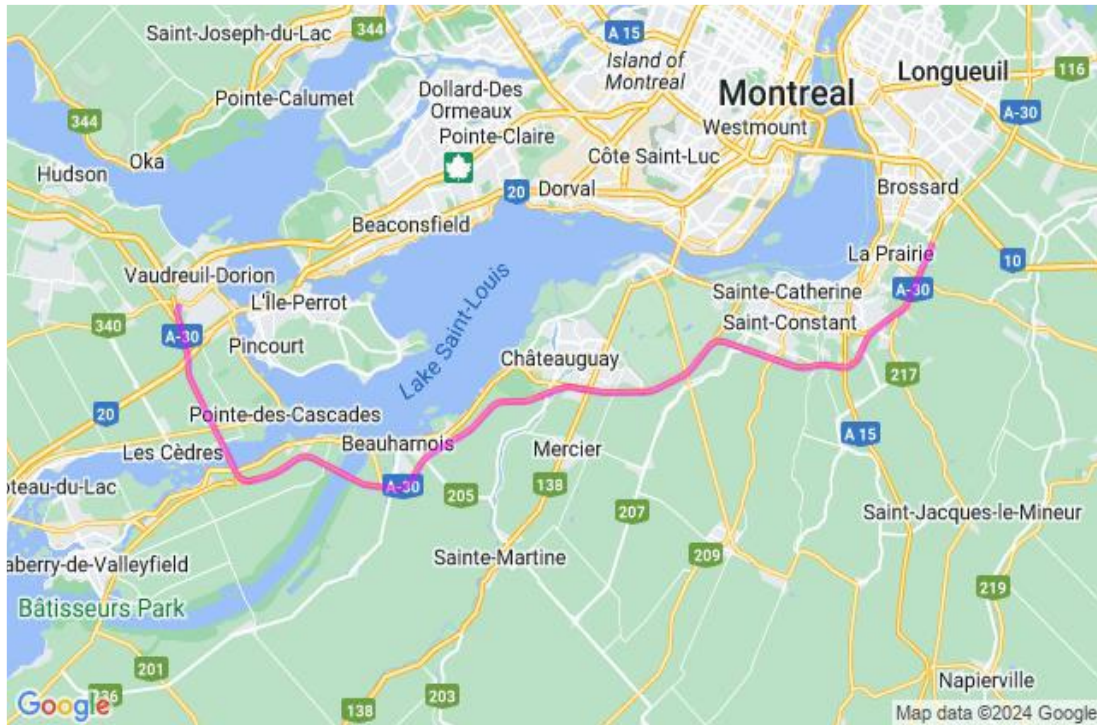 Saint-Joseph-du-Lac
344
A 15
Island of
Montreal
Longueuil
116
Pointe-Calumet
Dollard-Des
Ormeaux
Montreal
A-30
344
Pointe-Claire
Westmount
Oka
Côte Saint-Luc
Hudson
20
Dorval
Brossard
Beaconsfield
La Prairie
10
Vaudreuil-Dorion
A-30
L'Île-Perrot
Sainte-Catherine
340
Saint-Constant
A-30
Pincourt
Lake Saint-Louis
Châteauguay
217
20
Pointe-des-Cascades
Les Cèdres
Beauharnois
Mercier
A 15
oteau-du-Lac
A-30
205
138
207
Saint-Jacques-le-Mineur
aberry-de-Valleyfield
Sainte-Martine
209
219
Bâtisseurs Park
201
Napierville
Google
236
138
203
Map data ©2024 Google